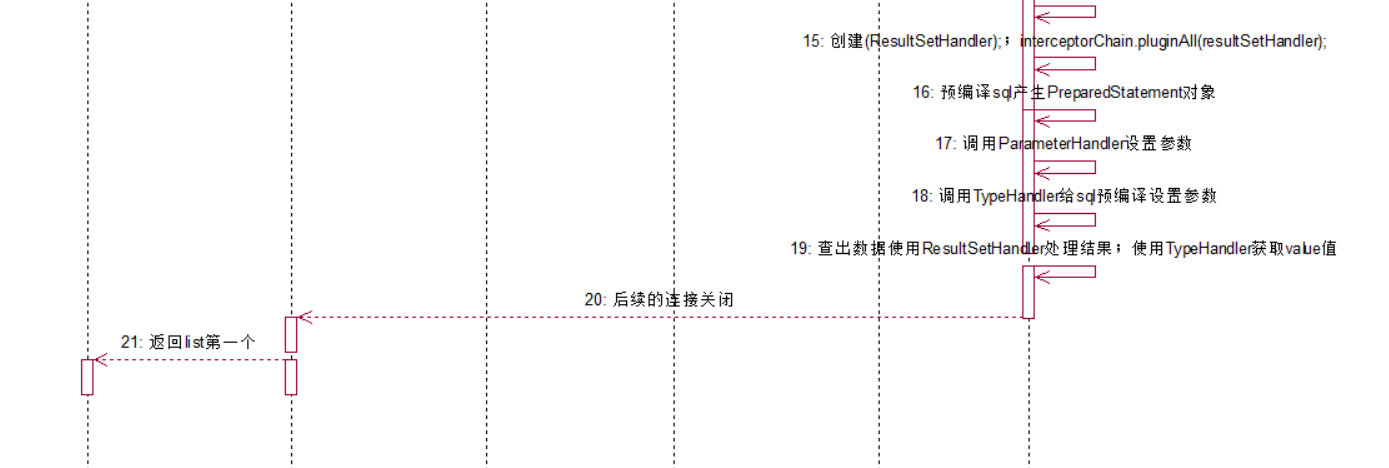 15: 创建(ResultSetHandler);；interceptorChain.pluginAll(resultSetHandler);
16: 预编译sql产生PreparedStatement对象
17: 调用ParameterHandler设置参数
18: 调用TypeHandler给sql预编译设置参数
19: 查出数据使用ResultSetHandler处理结果；使用TypeHandler获取value值
20: 后续的连接关闭
21: 返回list第一个